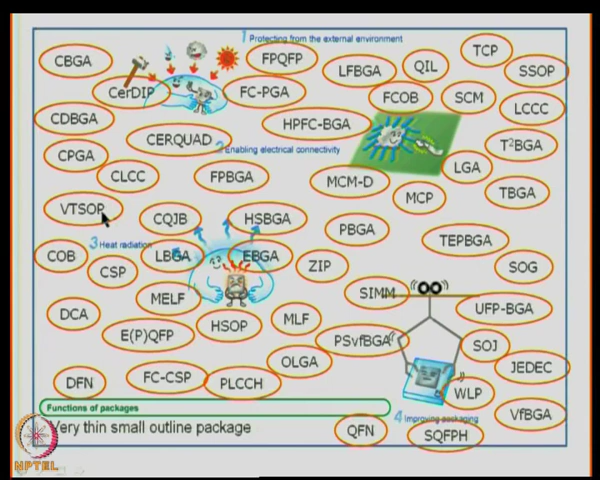 1 Protecting from the external environment
CBGA
FPQFP
LFBGA
QIL
TCP
SSOP
CerDIP
FC-PGA
FCOB
SCM
LCCC
CDBGA
CERQUAD
HPFC-BGA
2 Enabling electrical connectivity
T²BGA
CPGA
CLCC
FPBGA
MCM-D
MCP
LGA
TBGA
VTSOP
CQJB
HSBGA
PBGA
TEPBGA
3 Heat radiation
COB
CSP
LBGA
EBGA
ZIP
SOG
MELF
SIMM
UFP-BGA
DCA
E(P)QFP
HSOP
MLF
PSvfBGA
SOJ
JEDEC
OLGA
DFN
FC-CSP
PLCCH
WLP
VfBGA
Functions of packages
4 Improving packaging
Very thin small outline package
QFN
SQFPH
NPTEL